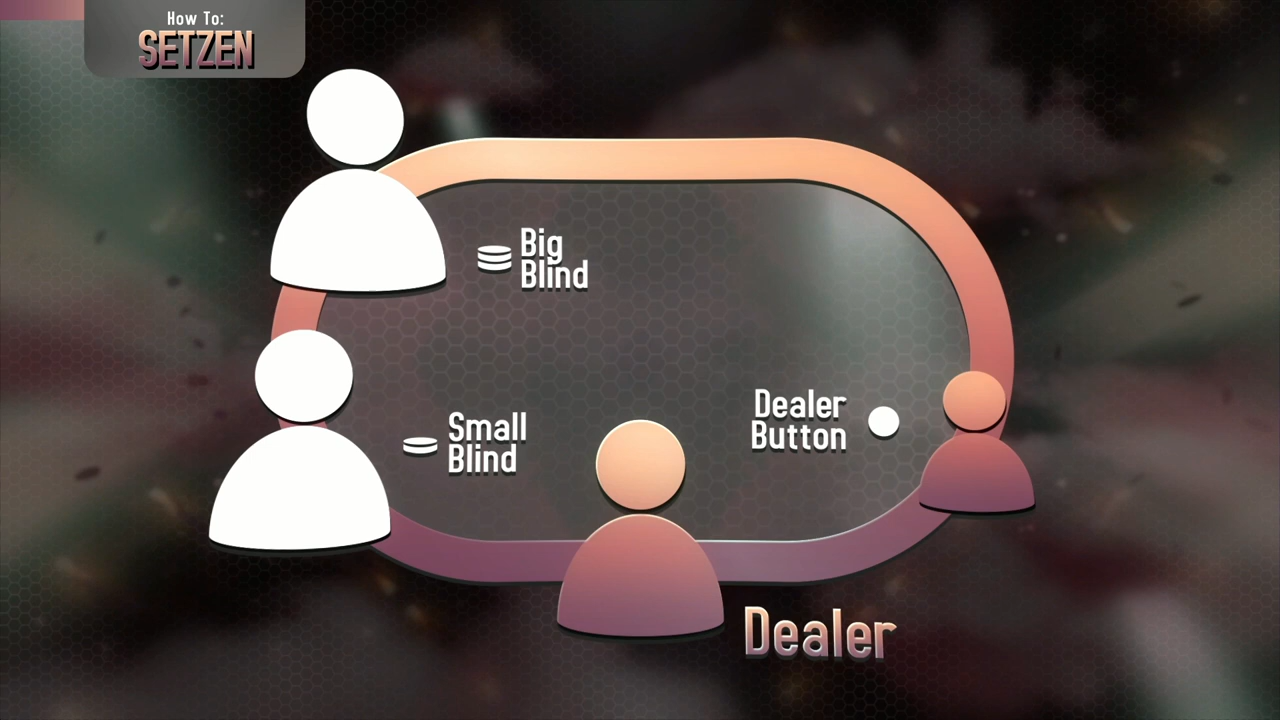 How To:
SETZEN
Big
Blind
Dealer
Button
Small
Blind
Dealer